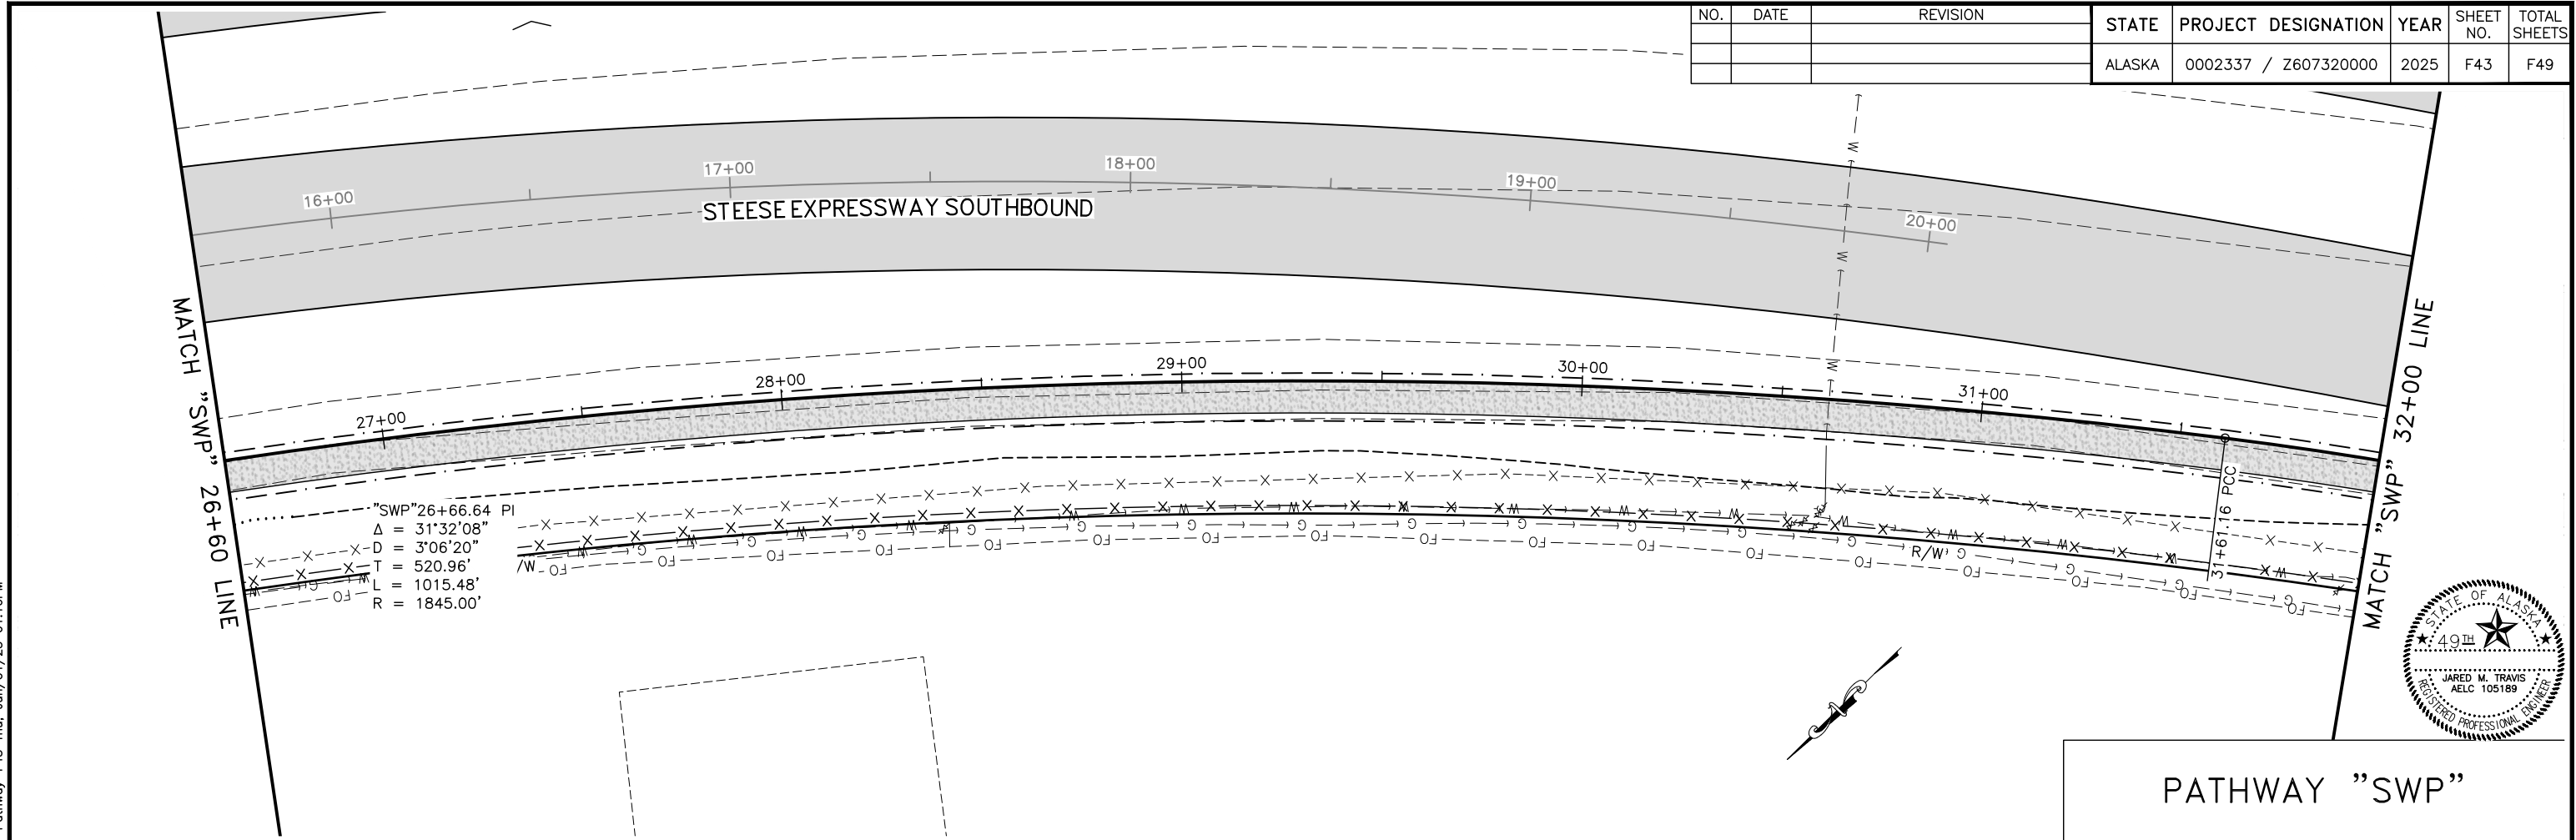 NO. DATE REVISION
STATE PROJECT DESIGNATION YEAR SHEET NO. TOTAL SHEETS
ALASKA 0002337 / Z607320000 2025 F43 F49
16+00
17+00
18+00
19+00
20+00
STEESE EXPRESSWAY SOUTHBOUND
W
W
W
W
W
27+00
28+00
29+00
30+00
31+00
MATCH "SWP" 26+60 LINE
MATCH "SWP" 32+00 LINE
"SWP"26+66.64 PI
Δ = 31°32'08"
D = 3°06'20"
T = 520.96'
L = 1015.48'
R = 1845.00'
/W
R/W
31+61.16 PCC
STATE OF ALASKA
49TH
JARED M. TRAVIS
AELC 105189
REGISTERED PROFESSIONAL ENGINEER
PATHWAY "SWP"